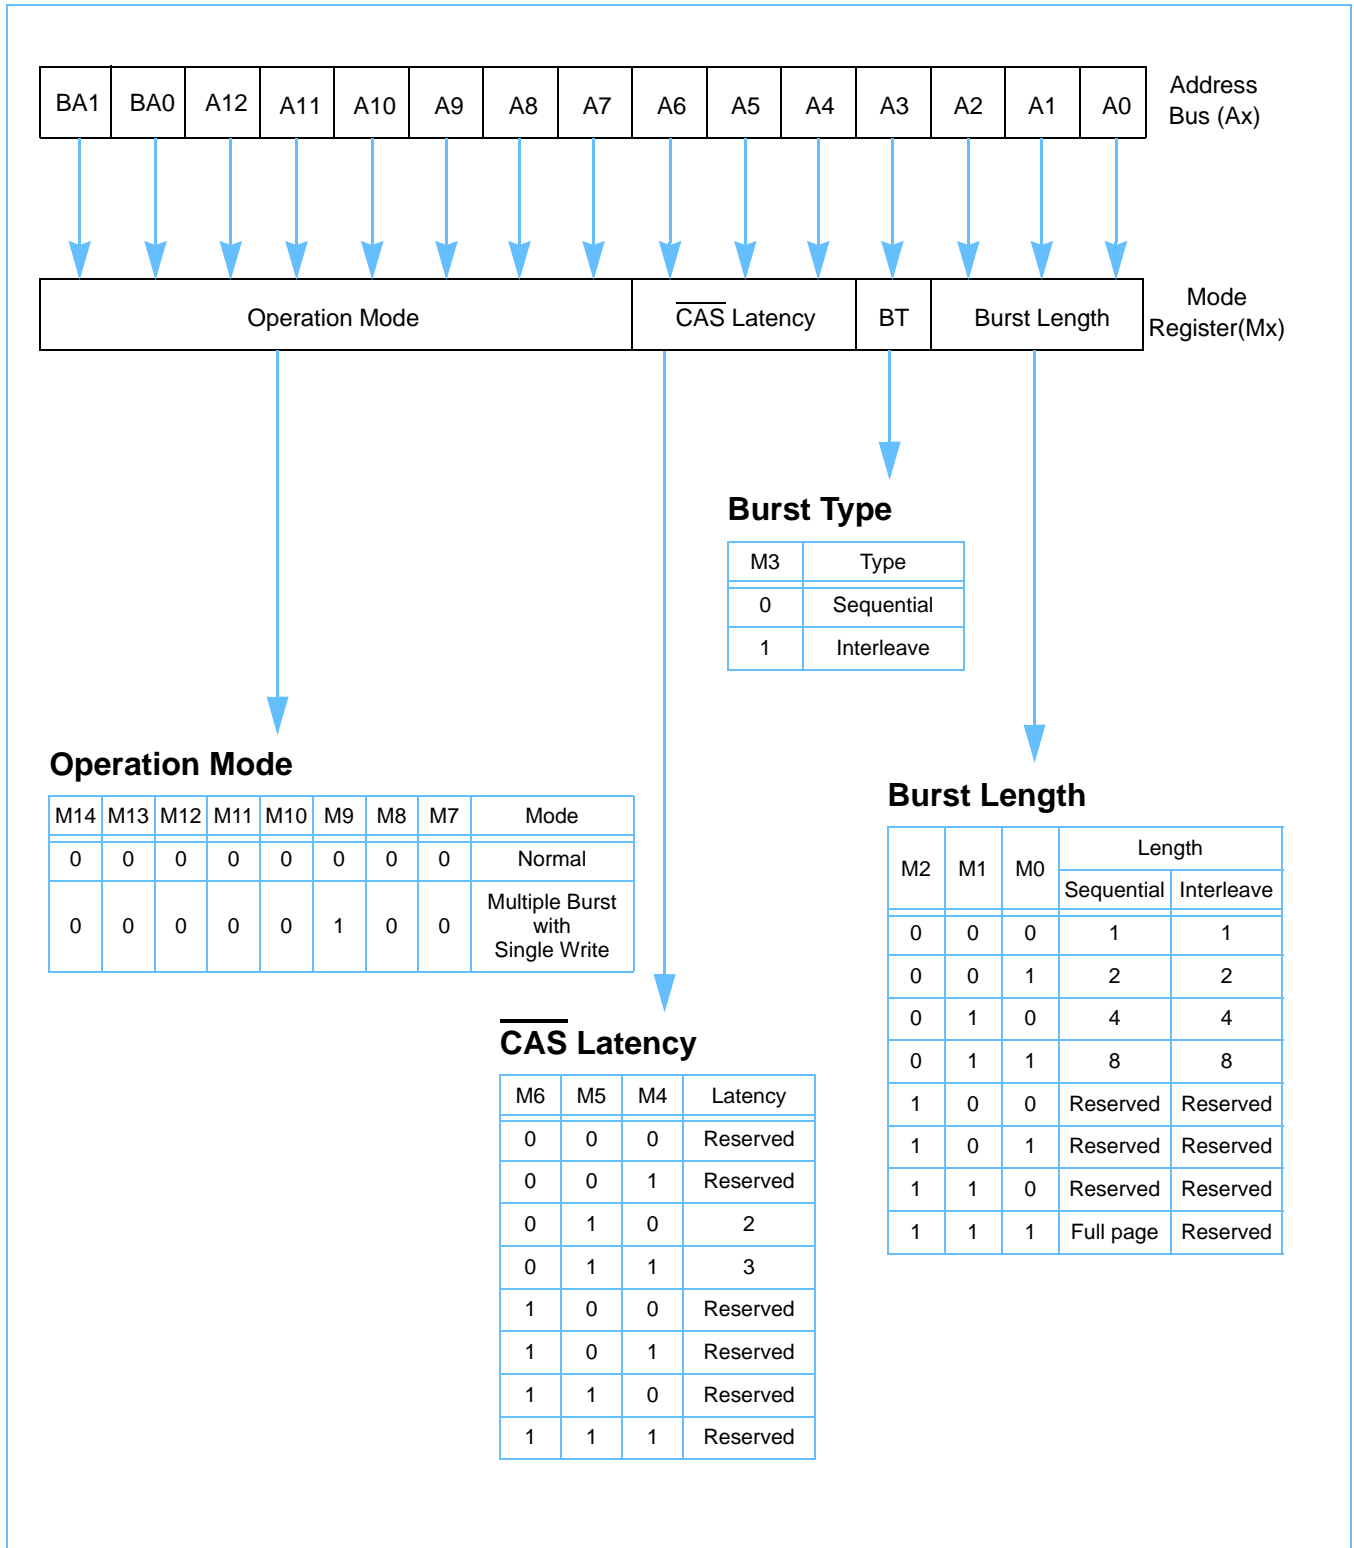 BA1 BA0 A12 A11 A10 A9 A8 A7 A6 A5 A4 A3 A2 A1 A0
Address
Bus (Ax)
Operation Mode CAS Latency BT Burst Length
Mode
Register(Mx)
Burst Type
M3 Type
0 Sequential
1 Interleave
Operation Mode
M14 M13 M12 M11 M10 M9 M8 M7 Mode
0 0 0 0 0 0 0 0 Normal
0 0 0 0 0 1 0 0 Multiple Burst
with
Single Write
Burst Length
M2 M1 M0 Length
Sequential Interleave
0 0 0 1 1
0 0 1 2 2
0 1 0 4 4
0 1 1 8 8
1 0 0 Reserved Reserved
1 0 1 Reserved Reserved
1 1 0 Reserved Reserved
1 1 1 Full page Reserved
CAS Latency
M6 M5 M4 Latency
0 0 0 Reserved
0 0 1 Reserved
0 1 0 2
0 1 1 3
1 0 0 Reserved
1 0 1 Reserved
1 1 0 Reserved
1 1 1 Reserved